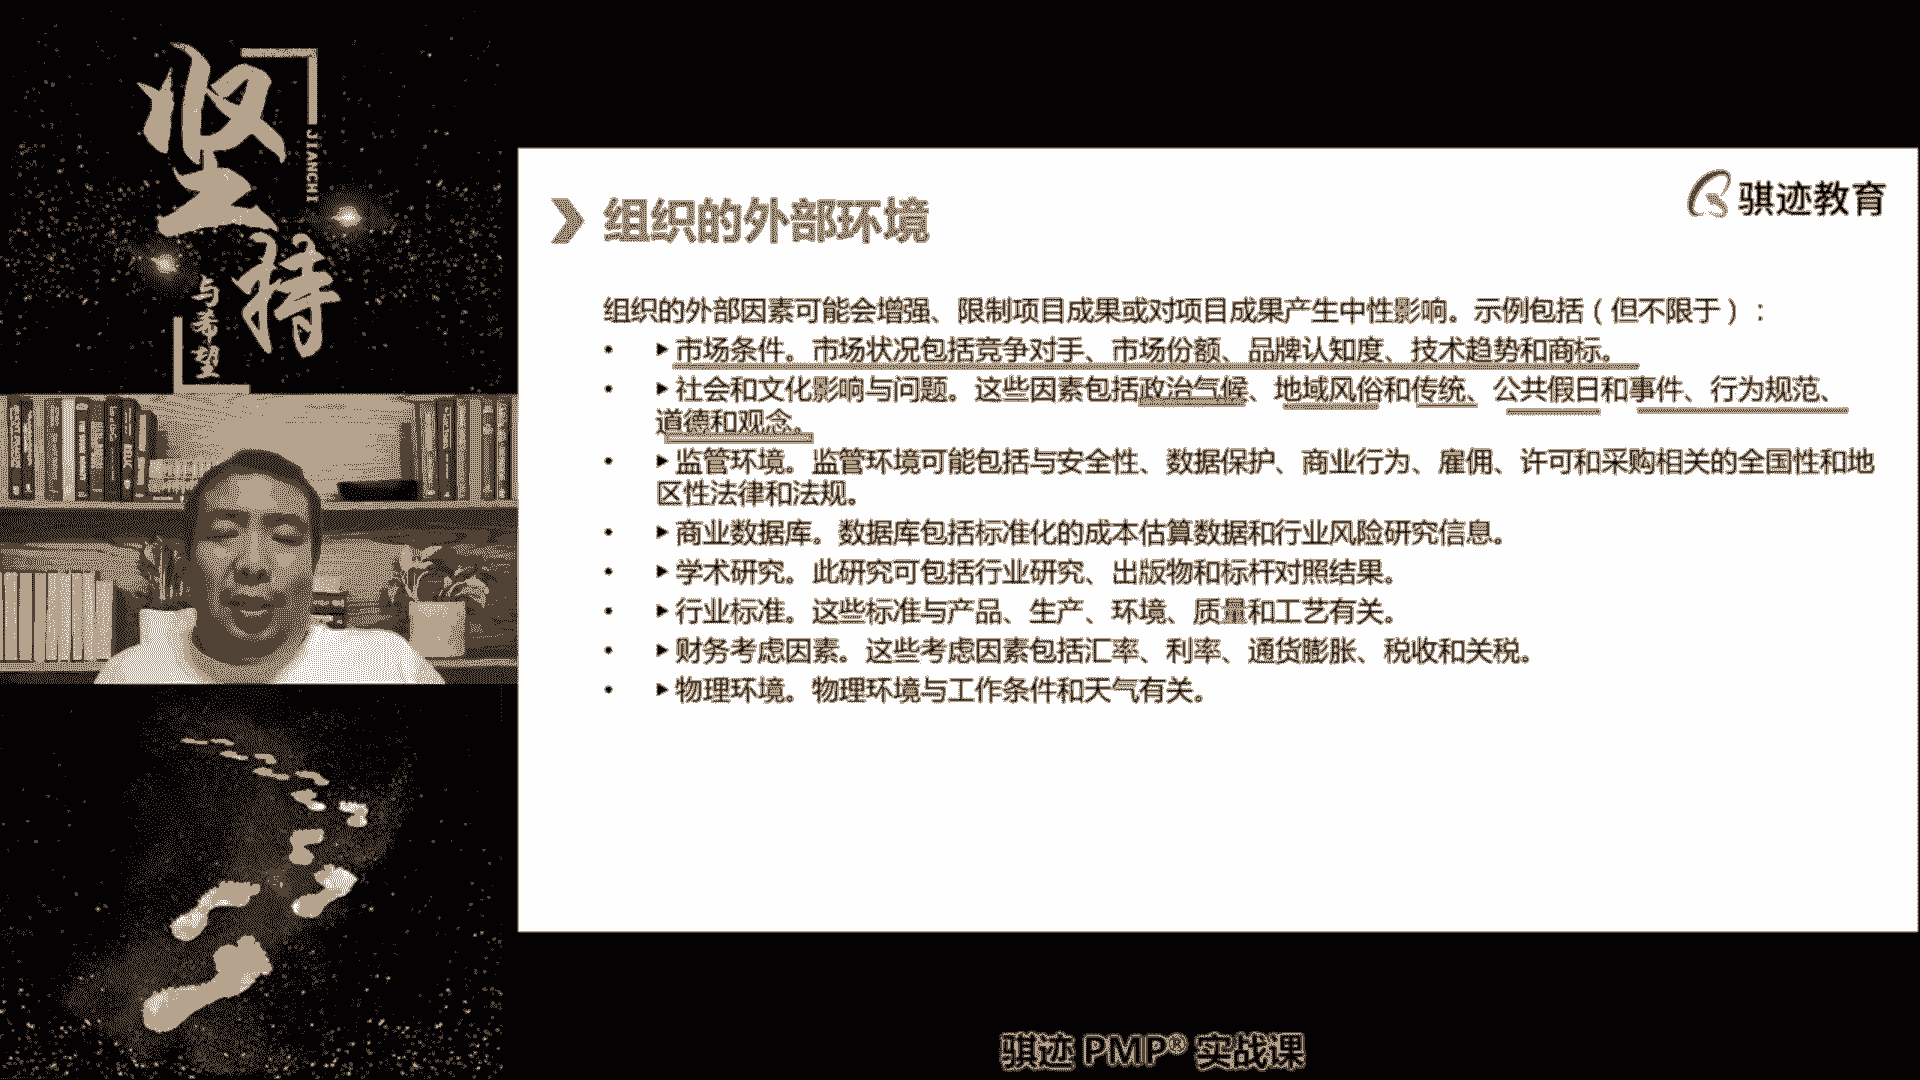 坚持
JIANCHI
与希望
骐迹教育
组织的外部环境
组织的外部因素可能会增强、限制项目成果或对项目成果产生中性影响。示例包括（但不限于）：
• ▶市场条件。市场状况包括竞争对手、市场份额、品牌认知度、技术趋势和商标。
• ▶社会和文化影响与问题。这些因素包括政治气候、地域风俗和传统、公共假日和事件、行为规范、
道德和观念。
• ▶监管环境。监管环境可能包括与安全性、数据保护、商业行为、雇佣、许可和采购相关的全国性和地
区性法律和法规。
• ▶商业数据库。数据库包括标准化的成本估算数据和行业风险研究信息。
• ▶学术研究。此研究可包括行业研究、出版物和标杆对照结果。
• ▶行业标准。这些标准与产品、生产、环境、质量和工艺有关。
• ▶财务考虑因素。这些考虑因素包括汇率、利率、通货膨胀、税收和关税。
• ▶物理环境。物理环境与工作条件和天气有关。
骐迹 PMP® 实战课